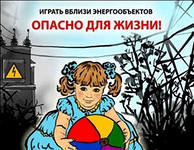 ИГРАТЬ ВБЛИЗИ ЭНЕРГООБЪЕКТОВ
ОПАСНО ДЛЯ ЖИЗНИ!